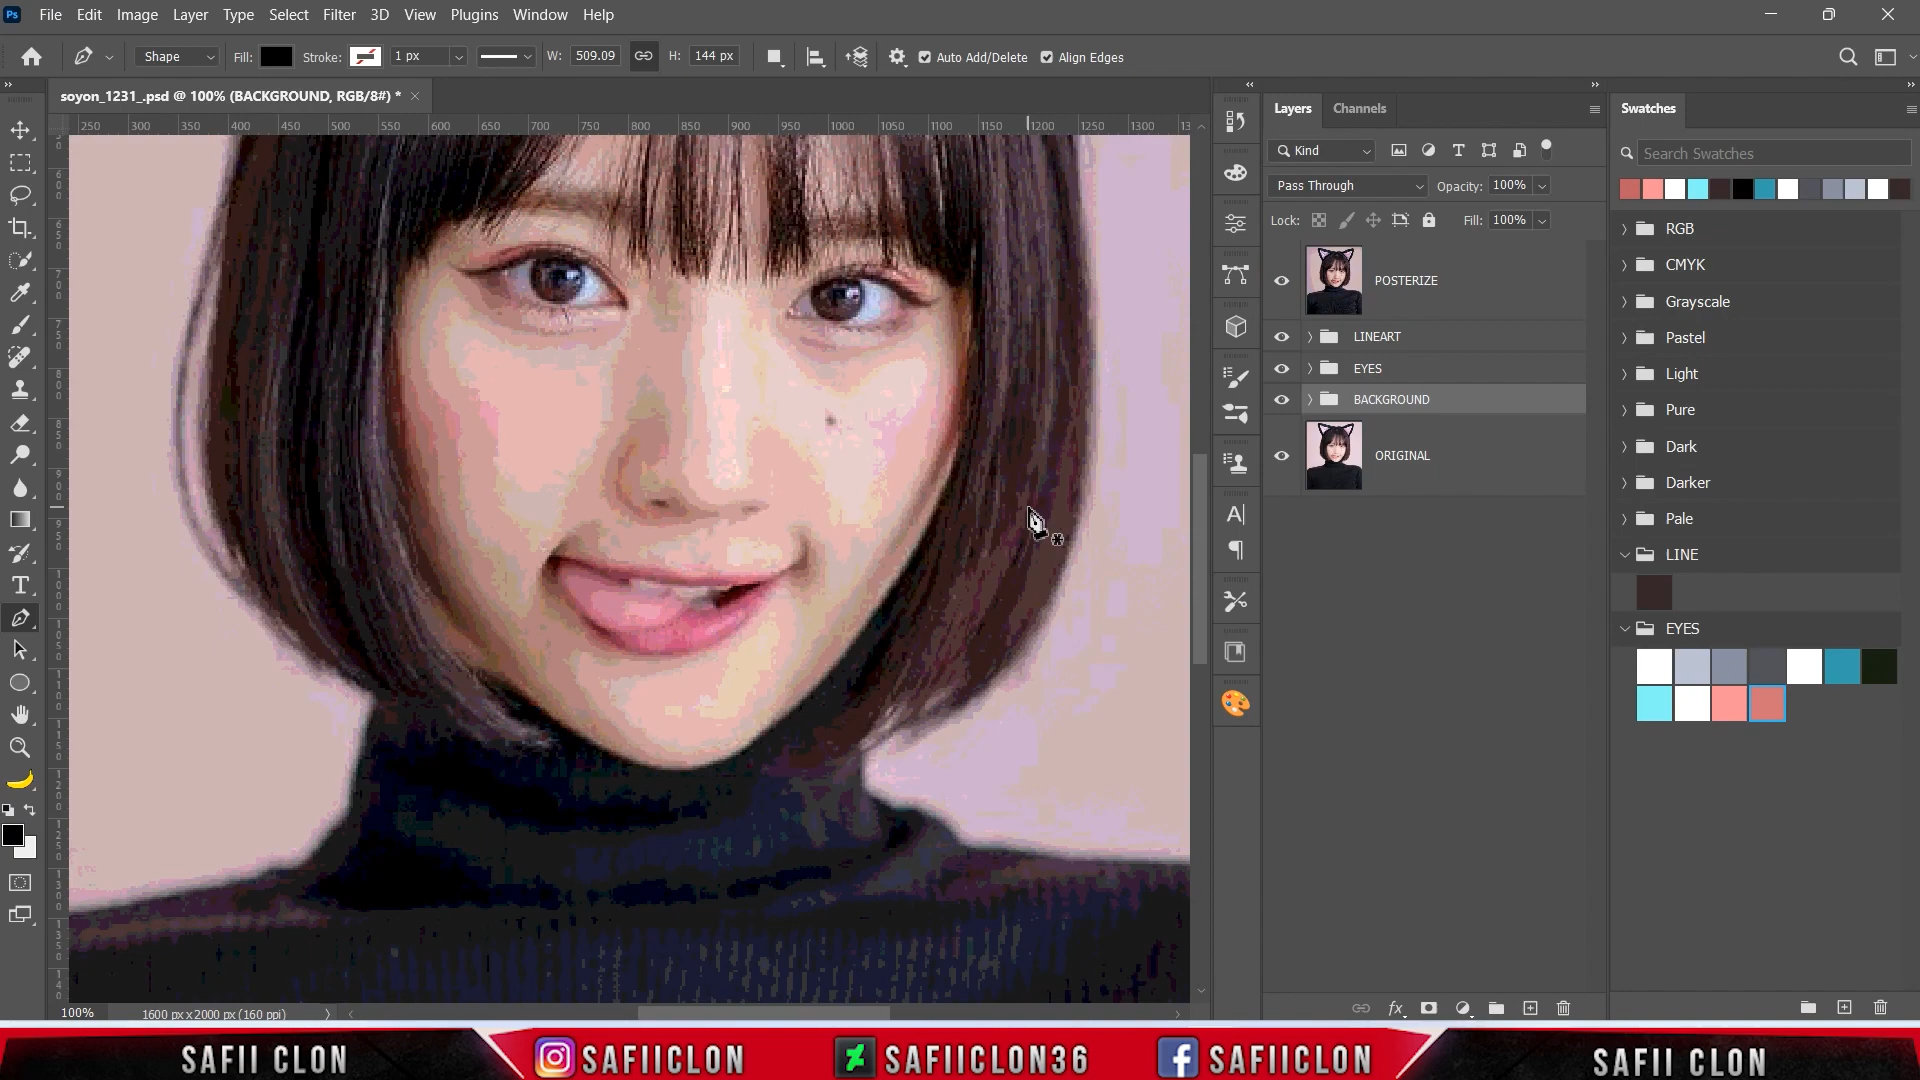 Ps File Edit Image Layer Type Select Filter 3D View Plugins Window Help
Shape Fill: Stroke: 1 px W: 509.09 H: 144 px Auto Add/Delete Align Edges
soyon_1231_.psd @ 100% (BACKGROUND, RGB/8#) * ×
250 300 350 400 450 500 550 600 650 700 750 800 850 900 950 1000 1050 1100 1150 1200 1250 1300
Layers Channels
Kind
Pass Through Opacity: 100%
Lock: Fill: 100%
POSTERIZE
LINEART
EYES
BACKGROUND
ORIGINAL
Swatches
Search Swatches
RGB
CMYK
Grayscale
Pastel
Light
Pure
Dark
Darker
Pale
LINE
EYES
100% 1600 px x 2000 px (160 ppi)
SAFII CLON SAFIICLON SAFIICLON36 SAFIICLON SAFII CLON